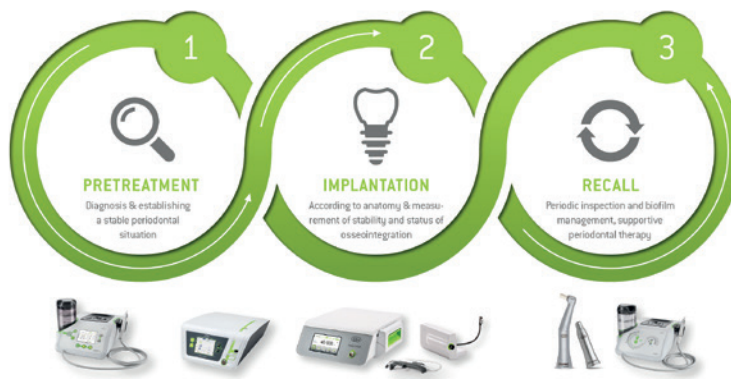 1
PRETREATMENT
Diagnosis & establishing
a stable periodontal
situation
2
IMPLANTATION
According to anatomy & measu-
rement of stability and status of
osseointegration
3
RECALL
Periodic inspection and biofilm
management, supportive
periodontal therapy